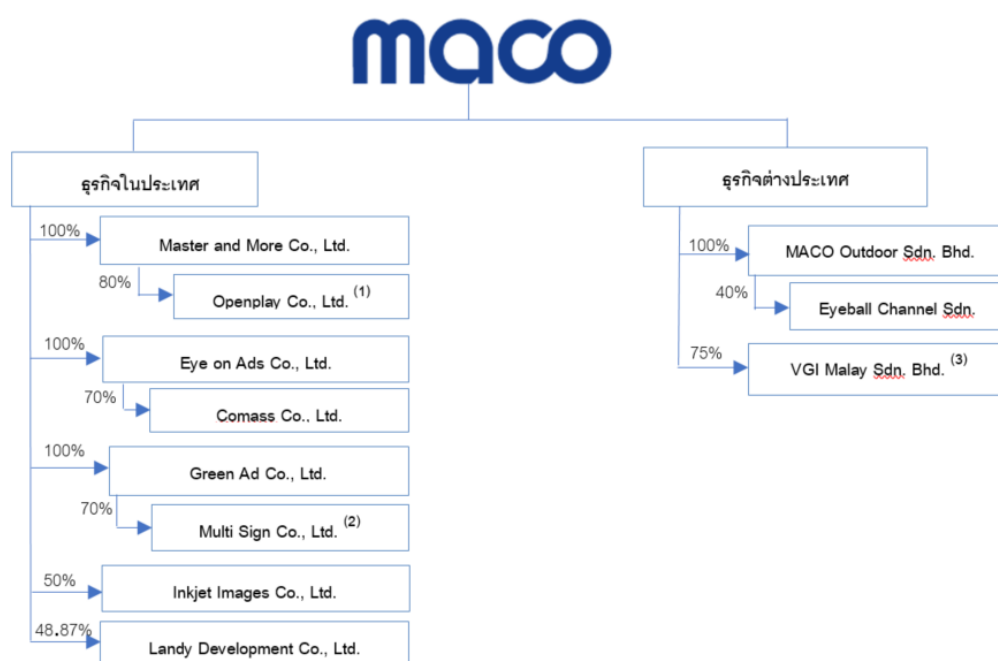 maco
ธุรกิจในประเทศ
100%
Master and More Co., Ltd.
80%
Openplay Co., Ltd. (1)
100%
Eye on Ads Co., Ltd.
70%
Comass Co., Ltd.
100%
Green Ad Co., Ltd.
70%
Multi Sign Co., Ltd. (2)
50%
Inkjet Images Co., Ltd.
48.87%
Landy Development Co., Ltd.
ธุรกิจต่างประเทศ
100%
MACO Outdoor Sdn. Bhd.
40%
Eyeball Channel Sdn.
75%
VGI Malay Sdn. Bhd. (3)